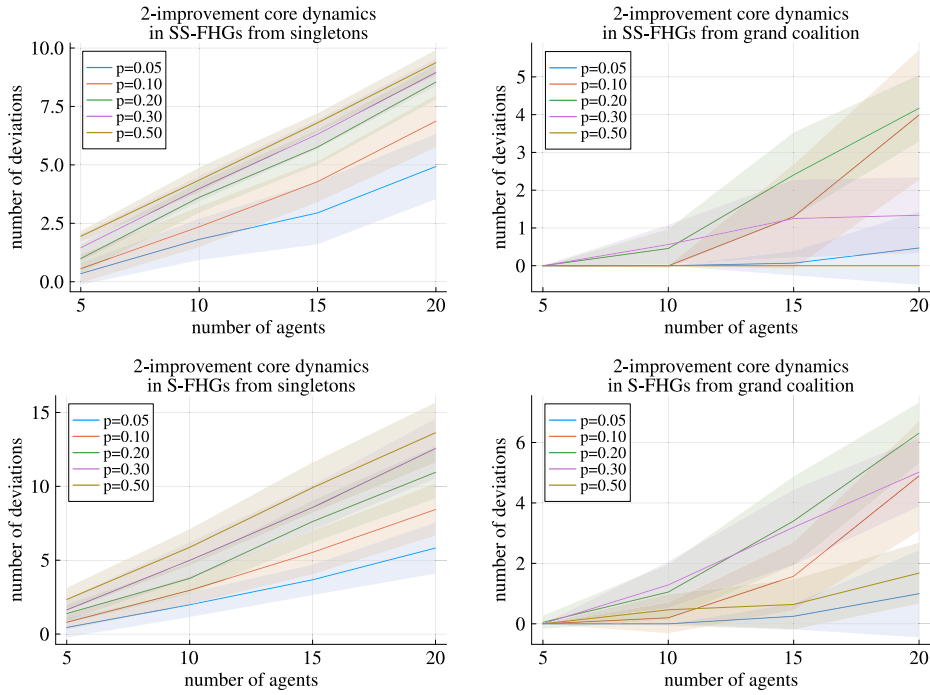 2-improvement core dynamics
in SS-FHGs from singletons
number of deviations
10.0
7.5
5.0
2.5
0.0
p=0.05
p=0.10
p=0.20
p=0.30
p=0.50
5 10 15 20
number of agents
2-improvement core dynamics
in SS-FHGs from grand coalition
number of deviations
5
4
3
2
1
0
p=0.05
p=0.10
p=0.20
p=0.30
p=0.50
5 10 15 20
number of agents
2-improvement core dynamics
in S-FHGs from singletons
number of deviations
15
10
5
0
p=0.05
p=0.10
p=0.20
p=0.30
p=0.50
5 10 15 20
number of agents
2-improvement core dynamics
in S-FHGs from grand coalition
number of deviations
6
4
2
0
p=0.05
p=0.10
p=0.20
p=0.30
p=0.50
5 10 15 20
number of agents